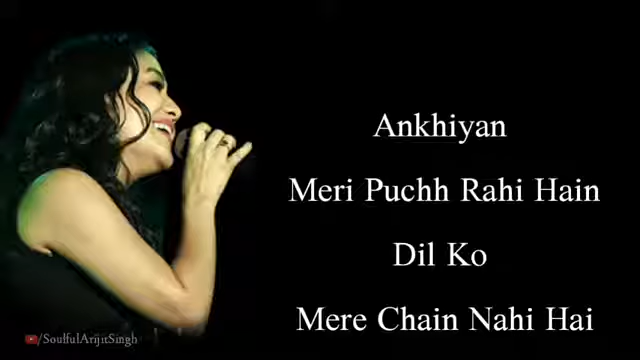 Ankhiyan
Meri Puchh Rahi Hain
Dil Ko
Mere Chain Nahi Hai
/SoulfulArijitSingh